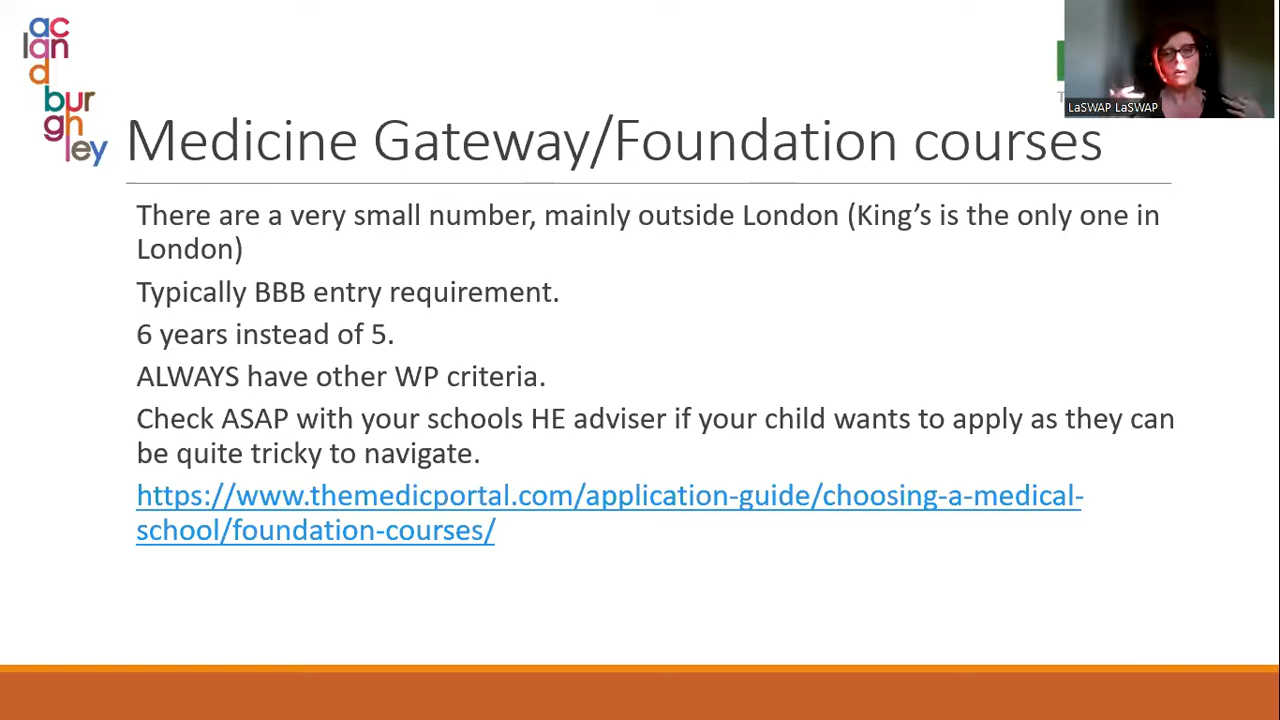 ac
lan
d
bur
gh
ley
LaSWAP LaSWAP
Medicine Gateway/Foundation courses
There are a very small number, mainly outside London (King’s is the only one in
London)
Typically BBB entry requirement.
6 years instead of 5.
ALWAYS have other WP criteria.
Check ASAP with your schools HE adviser if your child wants to apply as they can
be quite tricky to navigate.
https://www.themedicportal.com/application-guide/choosing-a-medical-
school/foundation-courses/